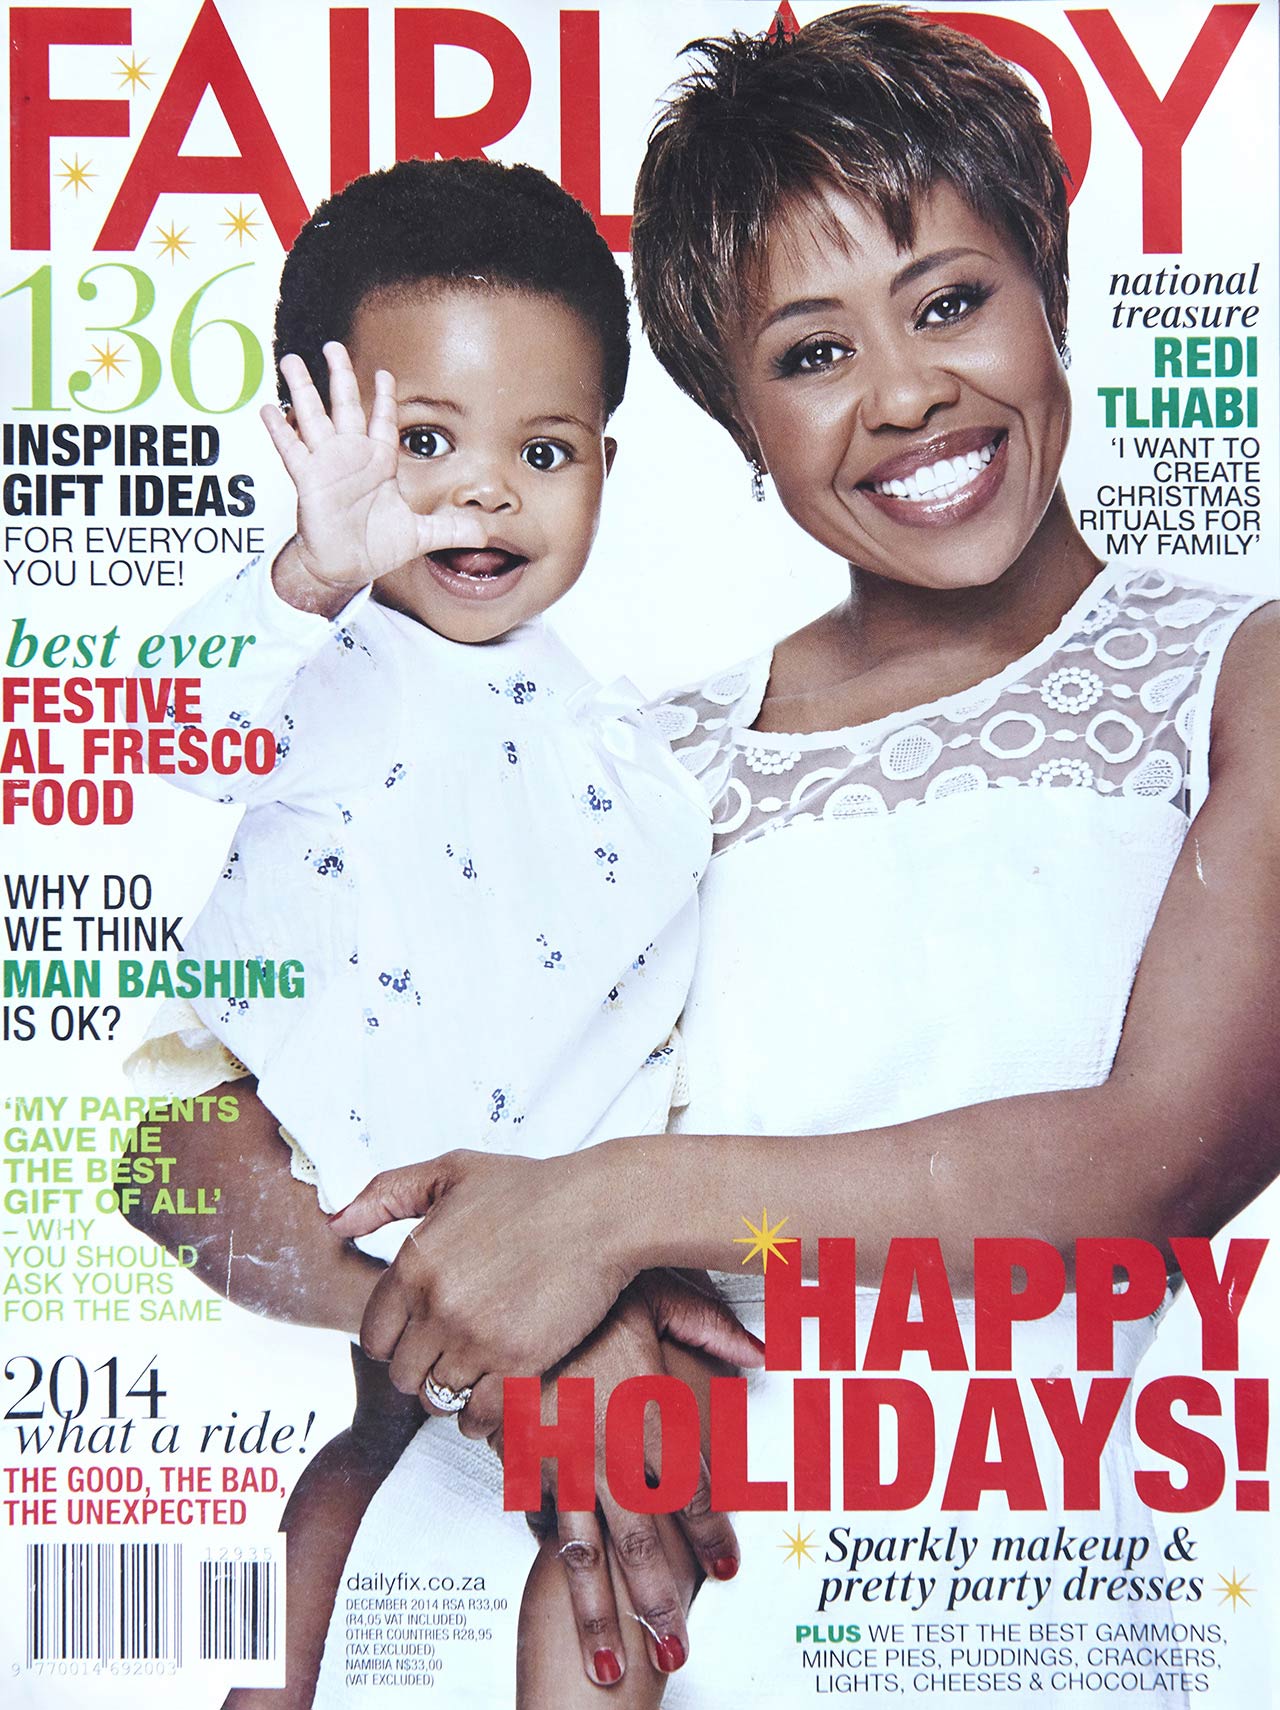 FAIRLADY
136
INSPIRED
GIFT IDEAS
FOR EVERYONE
YOU LOVE!
best ever
FESTIVE
AL FRESCO
FOOD
WHY DO
WE THINK
MAN BASHING
IS OK?
'MY PARENTS
GAVE ME
THE BEST
GIFT OF ALL'
– WHY
YOU SHOULD
ASK YOURS
FOR THE SAME
2014
what a ride!
THE GOOD, THE BAD,
THE UNEXPECTED
12935
9 770014 692003
dailyfix.co.za
DECEMBER 2014 RSA R33,00
(R4,05 VAT INCLUDED)
OTHER COUNTRIES R28,95
(TAX EXCLUDED)
NAMIBIA N$33,00
(VAT EXCLUDED)
national
treasure
REDI
TLHABI
'I WANT TO
CREATE
CHRISTMAS
RITUALS FOR
MY FAMILY'
HAPPY
HOLIDAYS!
Sparkly makeup &
pretty party dresses
PLUS WE TEST THE BEST GAMMONS,
MINCE PIES, PUDDINGS, CRACKERS,
LIGHTS, CHEESES & CHOCOLATES